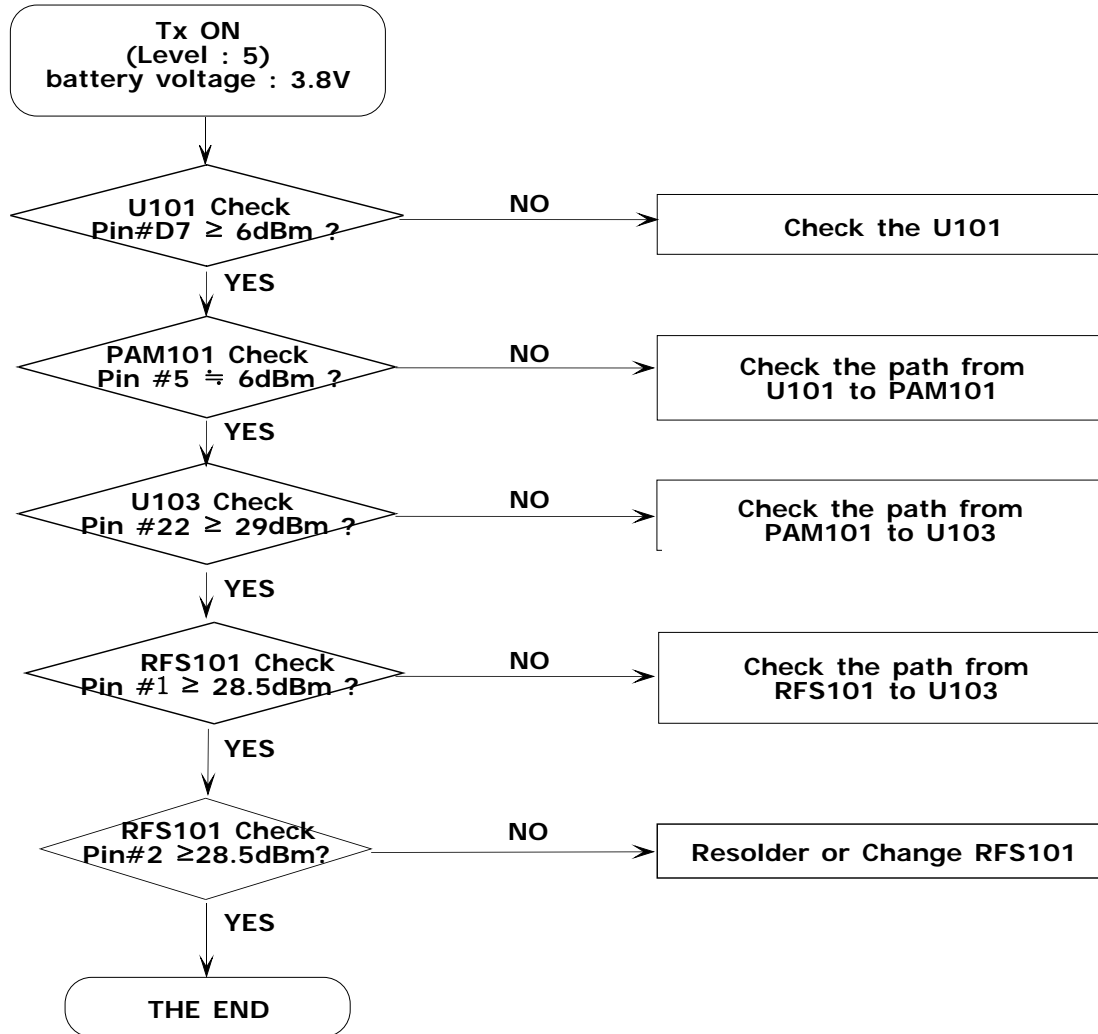 Tx ON
(Level : 5)
battery voltage : 3.8V
U101 Check
Pin#D7 ≥ 6dBm ?
NO
Check the U101
YES
PAM101 Check
Pin #5 ≒ 6dBm ?
NO
Check the path from
U101 to PAM101
YES
U103 Check
Pin #22 ≥ 29dBm ?
NO
Check the path from
PAM101 to U103
YES
RFS101 Check
Pin #1 ≥ 28.5dBm ?
NO
Check the path from
RFS101 to U103
YES
RFS101 Check
Pin#2 ≥28.5dBm?
NO
Resolder or Change RFS101
YES
THE END